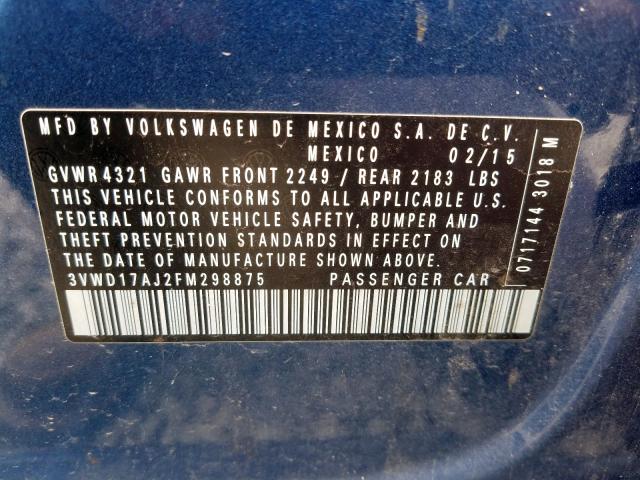 MFD BY VOLKSWAGEN DE MEXICO S.A. DE C.V.
MEXICO 02/15
GVWR 4321 GAWR FRONT 2249 / REAR 2183 LBS
THIS VEHICLE CONFORMS TO ALL APPLICABLE U.S.
FEDERAL MOTOR VEHICLE SAFETY, BUMPER AND
THEFT PREVENTION STANDARDS IN EFFECT ON
THE DATE OF MANUFACTURE SHOWN ABOVE.
3VWD17AJ2FM298875 PASSENGER CAR
0717144 3018 M